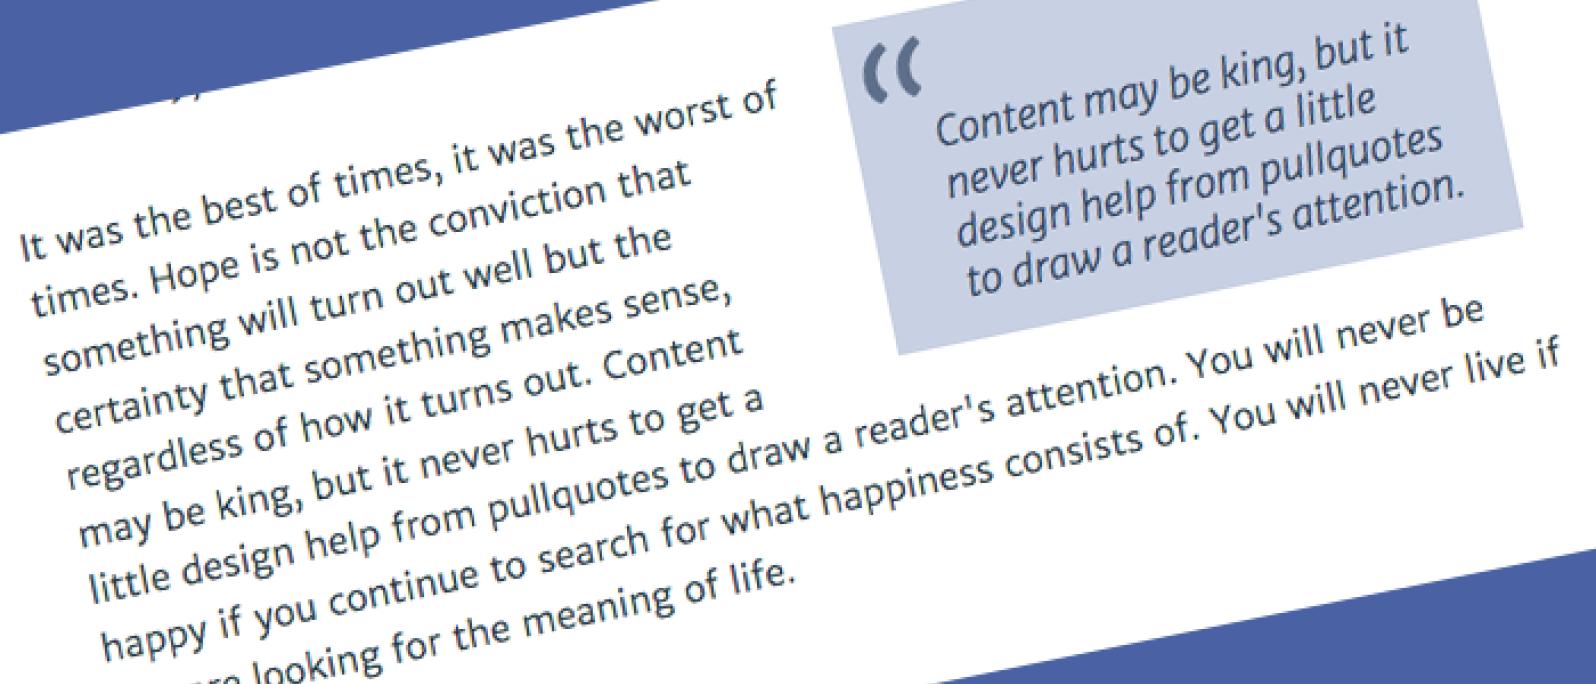 It was the best of times, it was the worst of
times. Hope is not the conviction that
something will turn out well but the
certainty that something makes sense,
regardless of how it turns out. Content
may be king, but it never hurts to get a
little design help from pullquotes to draw a reader's attention. You will never be
happy if you continue to search for what happiness consists of. You will never live if
looking for the meaning of life.
“
Content may be king, but it
never hurts to get a little
design help from pullquotes
to draw a reader's attention.